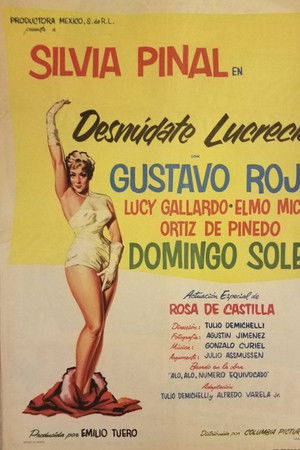 PRODUCTORA MEXICO, S. de R.L.
presenta a
SILVIA PINAL EN
Desnúdate Lucrecia
con
GUSTAVO ROJ
LUCY GALLARDO · ELMO MIC
ORTIZ DE PINEDO
DOMINGO SOLE
Actuación Especial de
ROSA DE CASTILLA
Dirección: TULIO DEMICHELLI
Fotografía: AGUSTIN JIMENEZ
Música: GONZALO CURIEL
Argumento: JULIO ASSMUSSEN
Basado en la obra
"ALO, ALO, NUMERO EQUIVOCADO"
Adaptación
TULIO DEMICHELLI y ALFREDO VARELA Jr.
Producida por EMILIO TUERO
Distribuida por COLUMBIA PICTUR